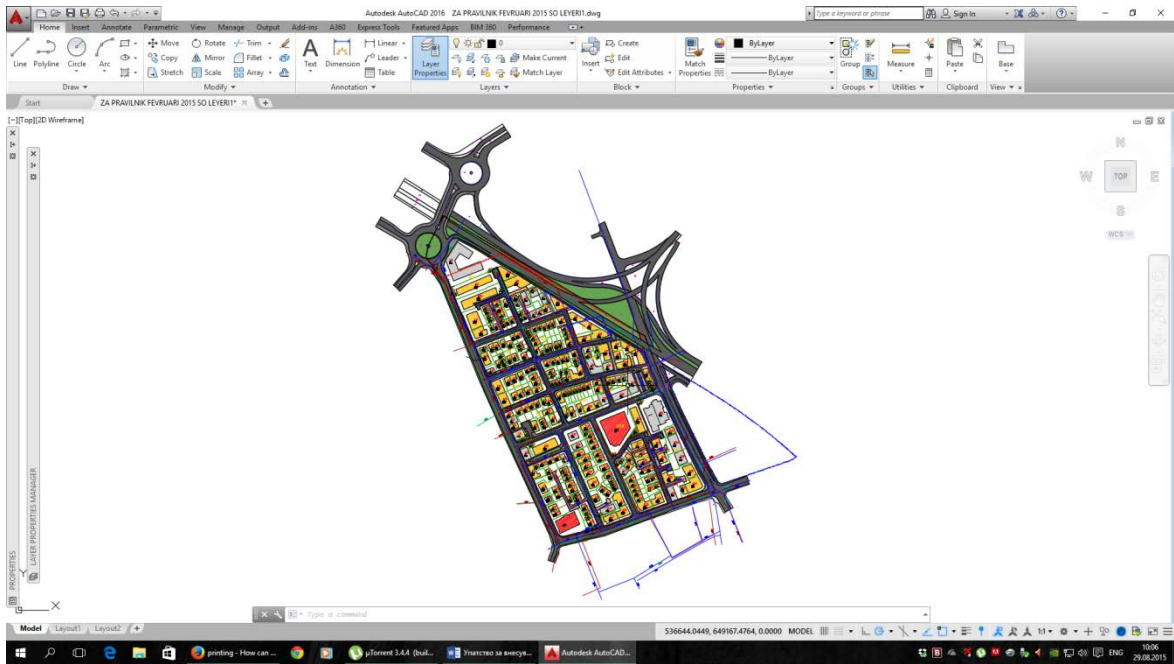 Autodesk AutoCAD 2016 ZA PRAVILNIK FEVRUARI 2015 SO LEYERI1.dwg
Type a keyword or phrase
Sign In
Home Insert Annotate Parametric View Manage Output Add-ins A360 Express Tools Featured Apps BIM 360 Performance
Line Polyline Circle Arc
Move Rotate Trim
Copy Mirror Fillet
Stretch Scale Array
Text Dimension
Linear
Leader
Table
Layer Properties
0
Make Current
Match Layer
Insert
Create
Edit
Edit Attributes
Match Properties
ByLayer
ByLayer
ByLayer
Group
Measure
Paste
Base
Draw Modify Annotation Layers Block Properties Groups Utilities Clipboard View
Start ZA PRAVILNIK FEVRUARI 2015 SO LEYERI1*
[-][Top][2D Wireframe]
N
W TOP E
S
WCS
LAYER PROPERTIES MANAGER
PROPERTIES
Y
X
Type a command
Model Layout1 Layout2 +
536644.0449, 649167.4764, 0.0000 MODEL
1:1
printing - How can ...
µTorrent 3.4.4 (buil...
Упатство за внесув...
Autodesk AutoCAD...
ENG
10:06
29.08.2015